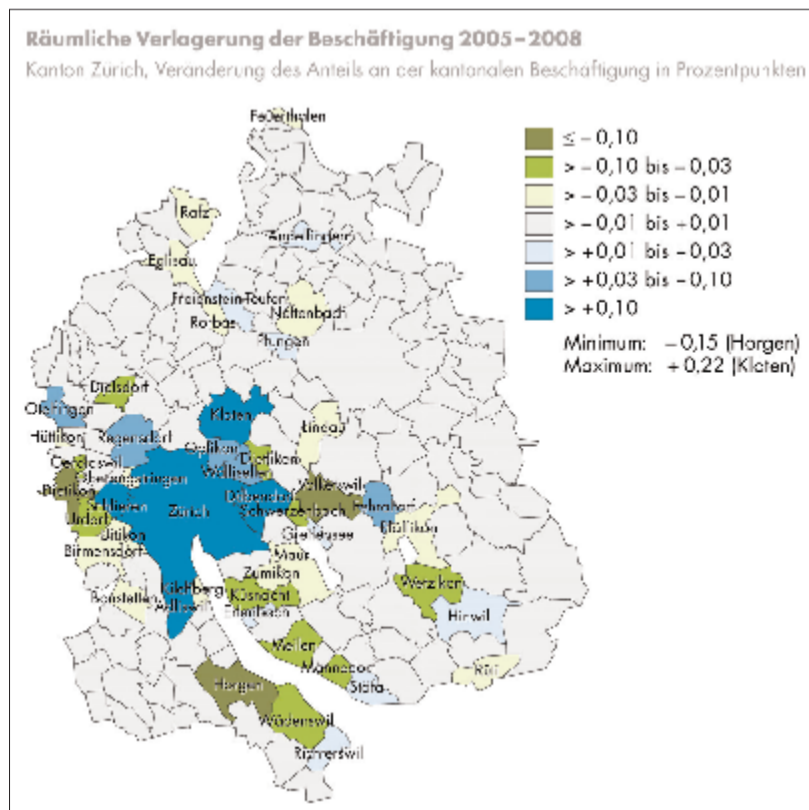 Räumliche Verlagerung der Beschäftigung 2005–2008
Kanton Zürich, Veränderung des Anteils an der kantonalen Beschäftigung in Prozentpunkten
≤ – 0,10
> – 0,10 bis – 0,03
> – 0,03 bis – 0,01
> – 0,01 bis +0,01
> +0,01 bis – 0,03
> +0,03 bis – 0,10
> +0,10
Minimum: – 0,15 (Horgen)
Maximum: + 0,22 (Kloten)
Feuerthalen
Rafz
Andelfingen
Eglisau
Freienstein-Teufen
Rorbas
Neftenbach
Pfungen
Dielsdorf
Otelfingen
Kloten
Lindau
Hüttikon
Regensdorf
Opfikon
Dietlikon
Geroldswil
Wallisellen
Oberengstringen
Volketswil
Dietikon
Dübendorf
Fehraltorf
Schlieren
Zürich
Schwerzenbach
Urdorf
Pfäffikon
Uitikon
Greifensee
Birmensdorf
Maur
Zumikon
Wetzikon
Bonstetten
Kilchberg
Küsnacht
Adliswil
Erlenbach
Hinwil
Meilen
Männedorf
Rüti
Horgen
Stäfa
Wädenswil
Richterswil